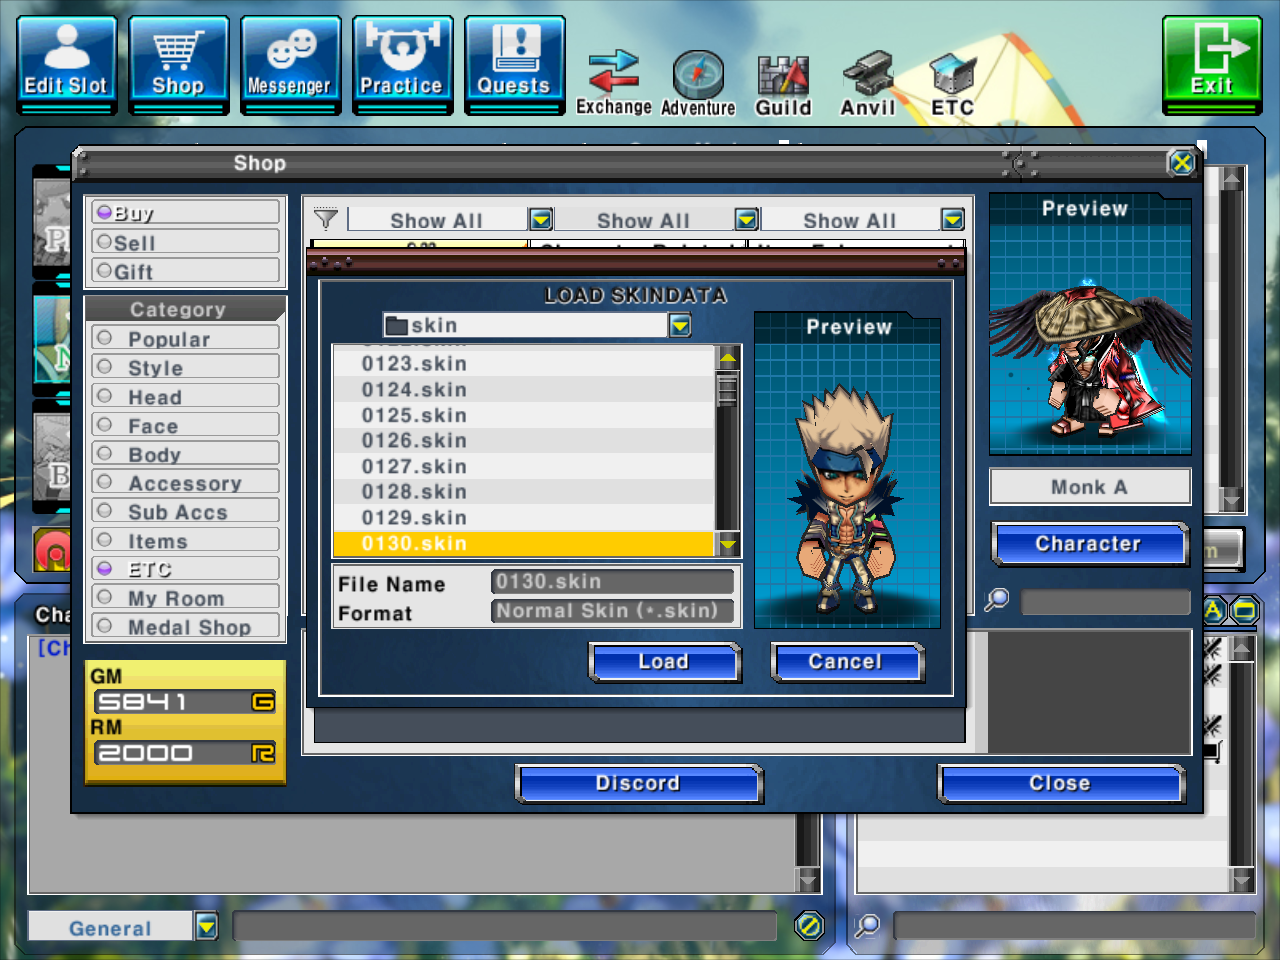 Edit Slot
Shop
Messenger
Practice
Quests
Exchange
Adventure
Guild
Anvil
ETC
Exit
Shop
Buy
Sell
Gift
Category
Popular
Style
Head
Face
Body
Accessory
Sub Accs
Items
ETC
My Room
Medal Shop
GM
5841 G
RM
2000 R
Show All
Show All
Show All
LOAD SKINDATA
skin
0123.skin
0124.skin
0125.skin
0126.skin
0127.skin
0128.skin
0129.skin
0130.skin
File Name
0130.skin
Format
Normal Skin (*.skin)
Preview
Load
Cancel
Preview
Monk A
Character
Discord
Close
[Ch
General
A